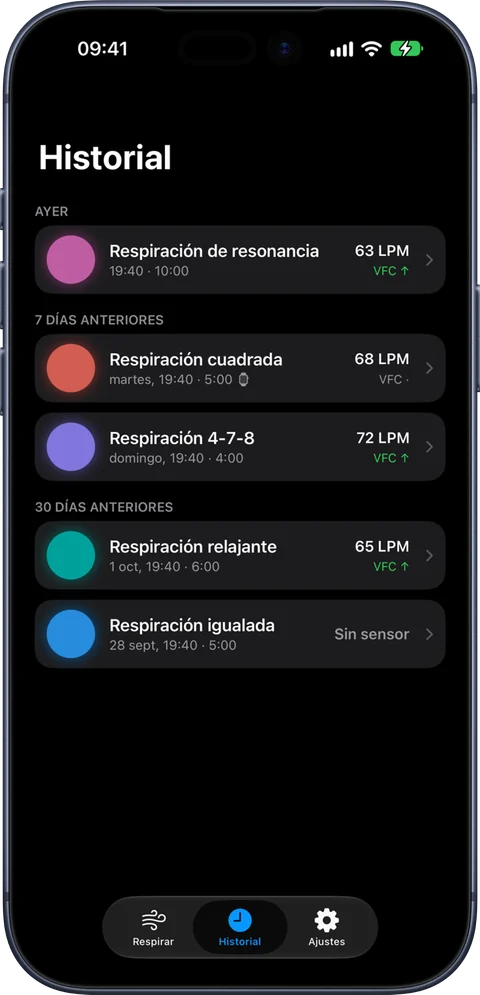 09:41
Historial
AYER
Respiración de resonancia
63 LPM
19:40 · 10:00
VFC ↑
7 DÍAS ANTERIORES
Respiración cuadrada
68 LPM
martes, 19:40 · 5:00
VFC ·
Respiración 4-7-8
72 LPM
domingo, 19:40 · 4:00
VFC ↑
30 DÍAS ANTERIORES
Respiración relajante
65 LPM
1 oct, 19:40 · 6:00
VFC ↑
Respiración igualada
Sin sensor
28 sept, 19:40 · 5:00
Respirar
Historial
Ajustes